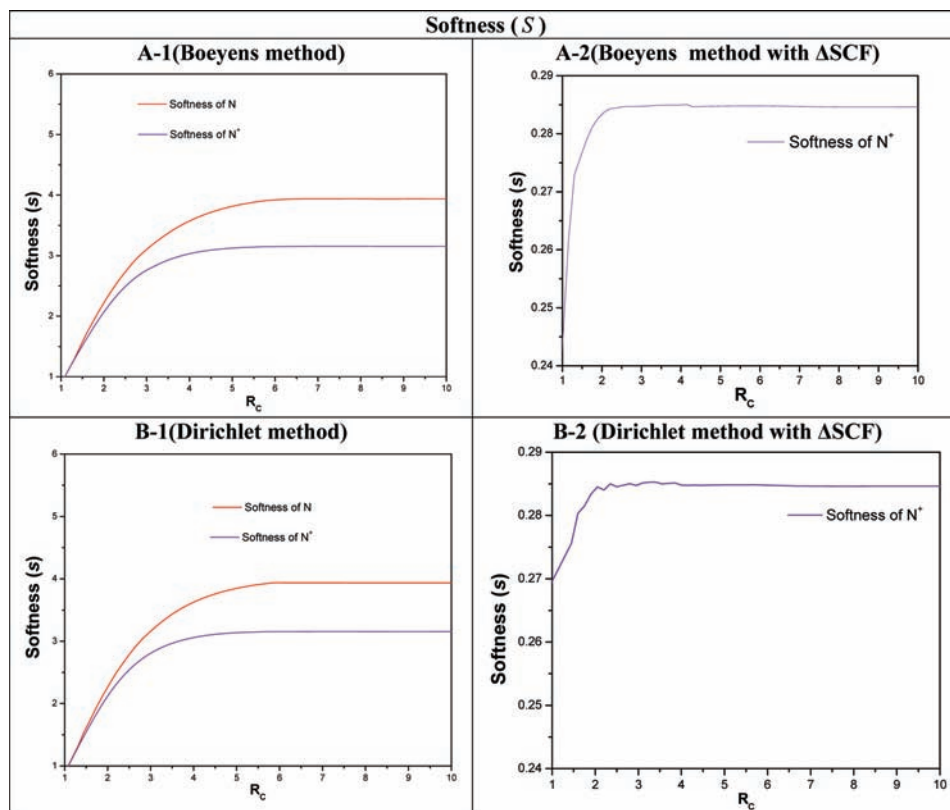 Softness (S)
A-1(Boeyens method)
6
5
4
3
2
1
Softness (s)
Softness of N
Softness of N+
1 2 3 4 5 6 7 8 9 10
RC
A-2(Boeyens method with ΔSCF)
0.29
0.28
0.27
0.26
0.25
0.24
Softness (s)
Softness of N+
1 2 3 4 5 6 7 8 9 10
RC
B-1(Dirichlet method)
6
5
4
3
2
1
Softness (s)
Softness of N
Softness of N+
1 2 3 4 5 6 7 8 9 10
RC
B-2 (Dirichlet method with ΔSCF)
0.29
0.28
0.27
0.26
0.25
0.24
Softness (s)
Softness of N+
1 2 3 4 5 6 7 8 9 10
RC